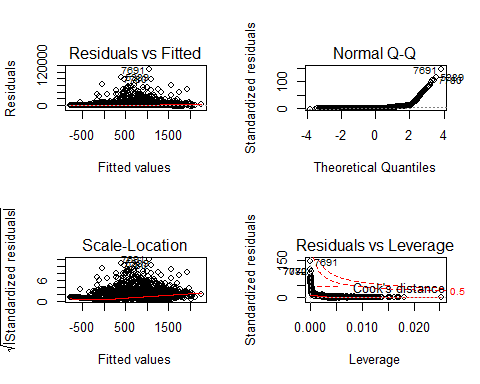 Residuals vs Fitted
Residuals
0 120000
7691
-500 500 1500
Fitted values
Normal Q-Q
Standardized residuals
0 100
7691
-4 -2 0 2 4
Theoretical Quantiles
Scale-Location
√|Standardized residuals|
0 6
-500 500 1500
Fitted values
Residuals vs Leverage
Standardized residuals
0
7691
Cook's distance
0.5
0.000 0.010 0.020
Leverage